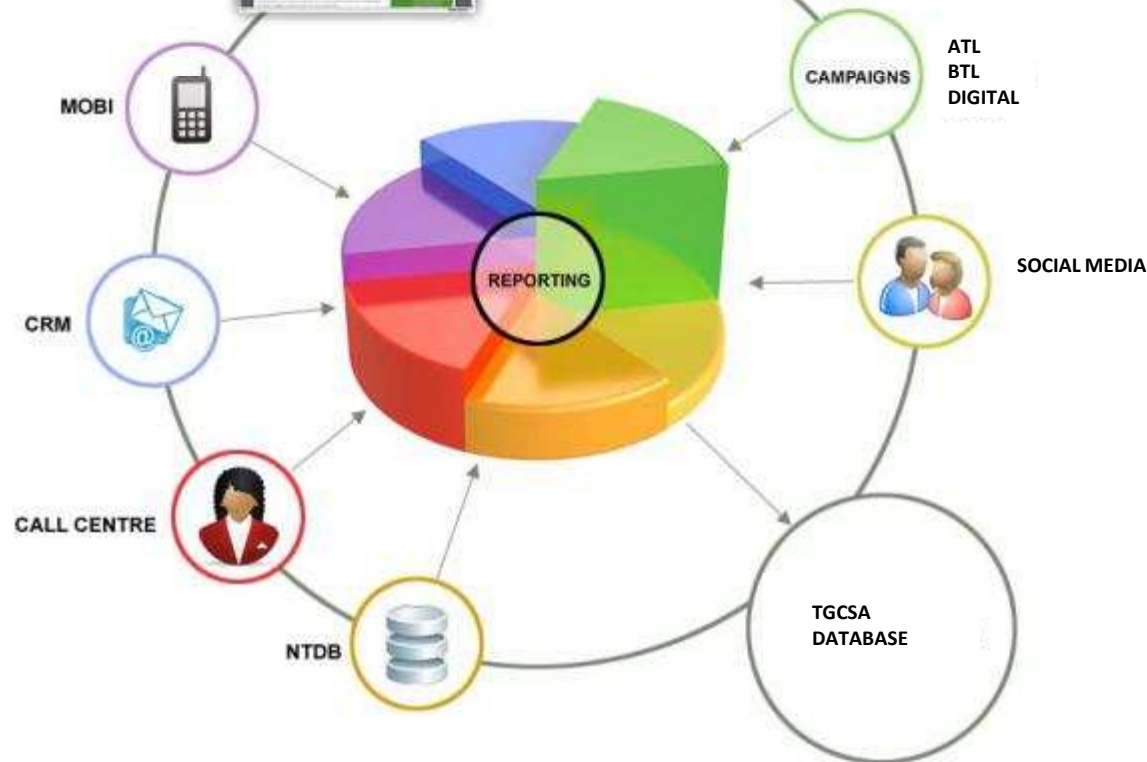 CAMPAIGNS
ATL
BTL
DIGITAL
MOBI
REPORTING
SOCIAL MEDIA
CRM
CALL CENTRE
TGCSA
DATABASE
NTDB